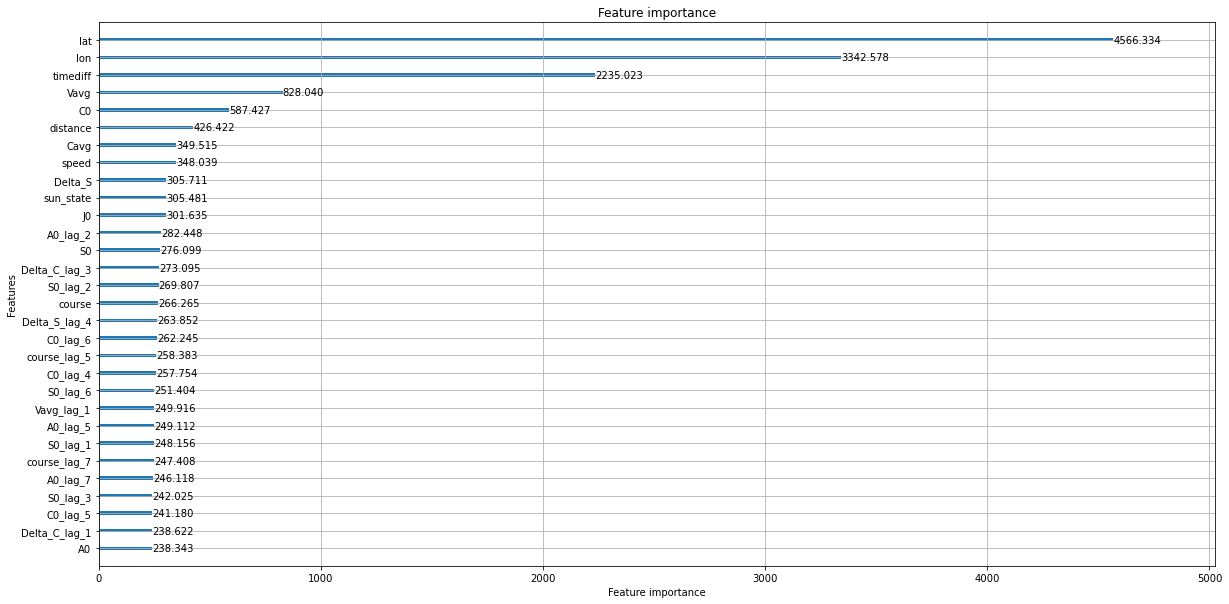 Feature importance
lat 4566.334
lon 3342.578
timediff 2235.023
Vavg 828.040
C0 587.427
distance 426.422
Cavg 349.515
speed 348.039
Delta_S 305.711
sun_state 305.481
J0 301.635
A0_lag_2 282.448
S0 276.099
Delta_C_lag_3 273.095
S0_lag_2 269.807
course 266.265
Delta_S_lag_4 263.852
C0_lag_6 262.245
course_lag_5 258.383
C0_lag_4 257.754
S0_lag_6 251.404
Vavg_lag_1 249.916
A0_lag_5 249.112
S0_lag_1 248.156
course_lag_7 247.408
A0_lag_7 246.118
S0_lag_3 242.025
C0_lag_5 241.180
Delta_C_lag_1 238.622
A0 238.343
Features
0 1000 2000 3000 4000 5000
Feature importance